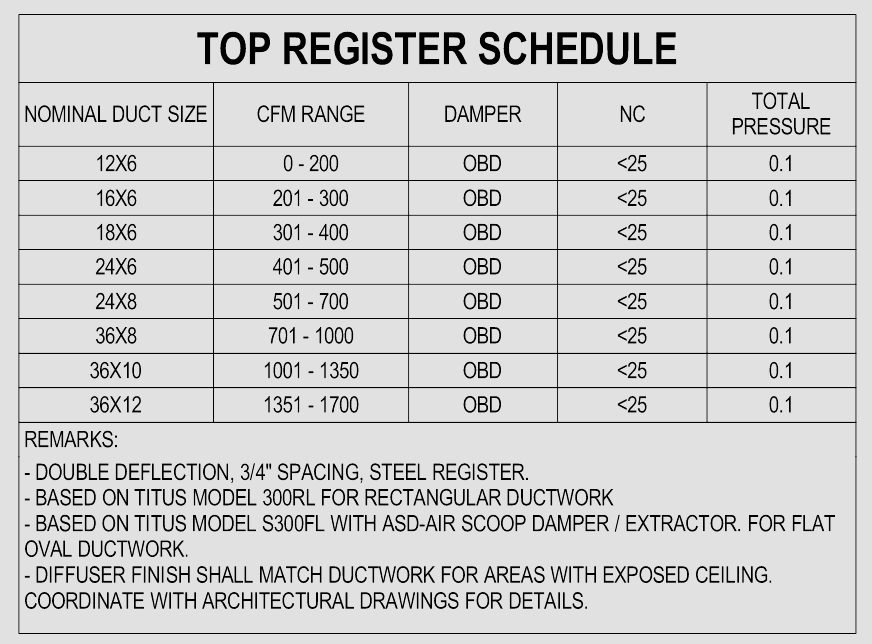 TOP REGISTER SCHEDULE
NOMINAL DUCT SIZE CFM RANGE DAMPER NC TOTAL PRESSURE
12X6 0 - 200 OBD <25 0.1
16X6 201 - 300 OBD <25 0.1
18X6 301 - 400 OBD <25 0.1
24X6 401 - 500 OBD <25 0.1
24X8 501 - 700 OBD <25 0.1
36X8 701 - 1000 OBD <25 0.1
36X10 1001 - 1350 OBD <25 0.1
36X12 1351 - 1700 OBD <25 0.1
REMARKS:
- DOUBLE DEFLECTION, 3/4" SPACING, STEEL REGISTER.
- BASED ON TITUS MODEL 300RL FOR RECTANGULAR DUCTWORK
- BASED ON TITUS MODEL S300FL WITH ASD-AIR SCOOP DAMPER / EXTRACTOR. FOR FLAT
OVAL DUCTWORK.
- DIFFUSER FINISH SHALL MATCH DUCTWORK FOR AREAS WITH EXPOSED CEILING.
COORDINATE WITH ARCHITECTURAL DRAWINGS FOR DETAILS.